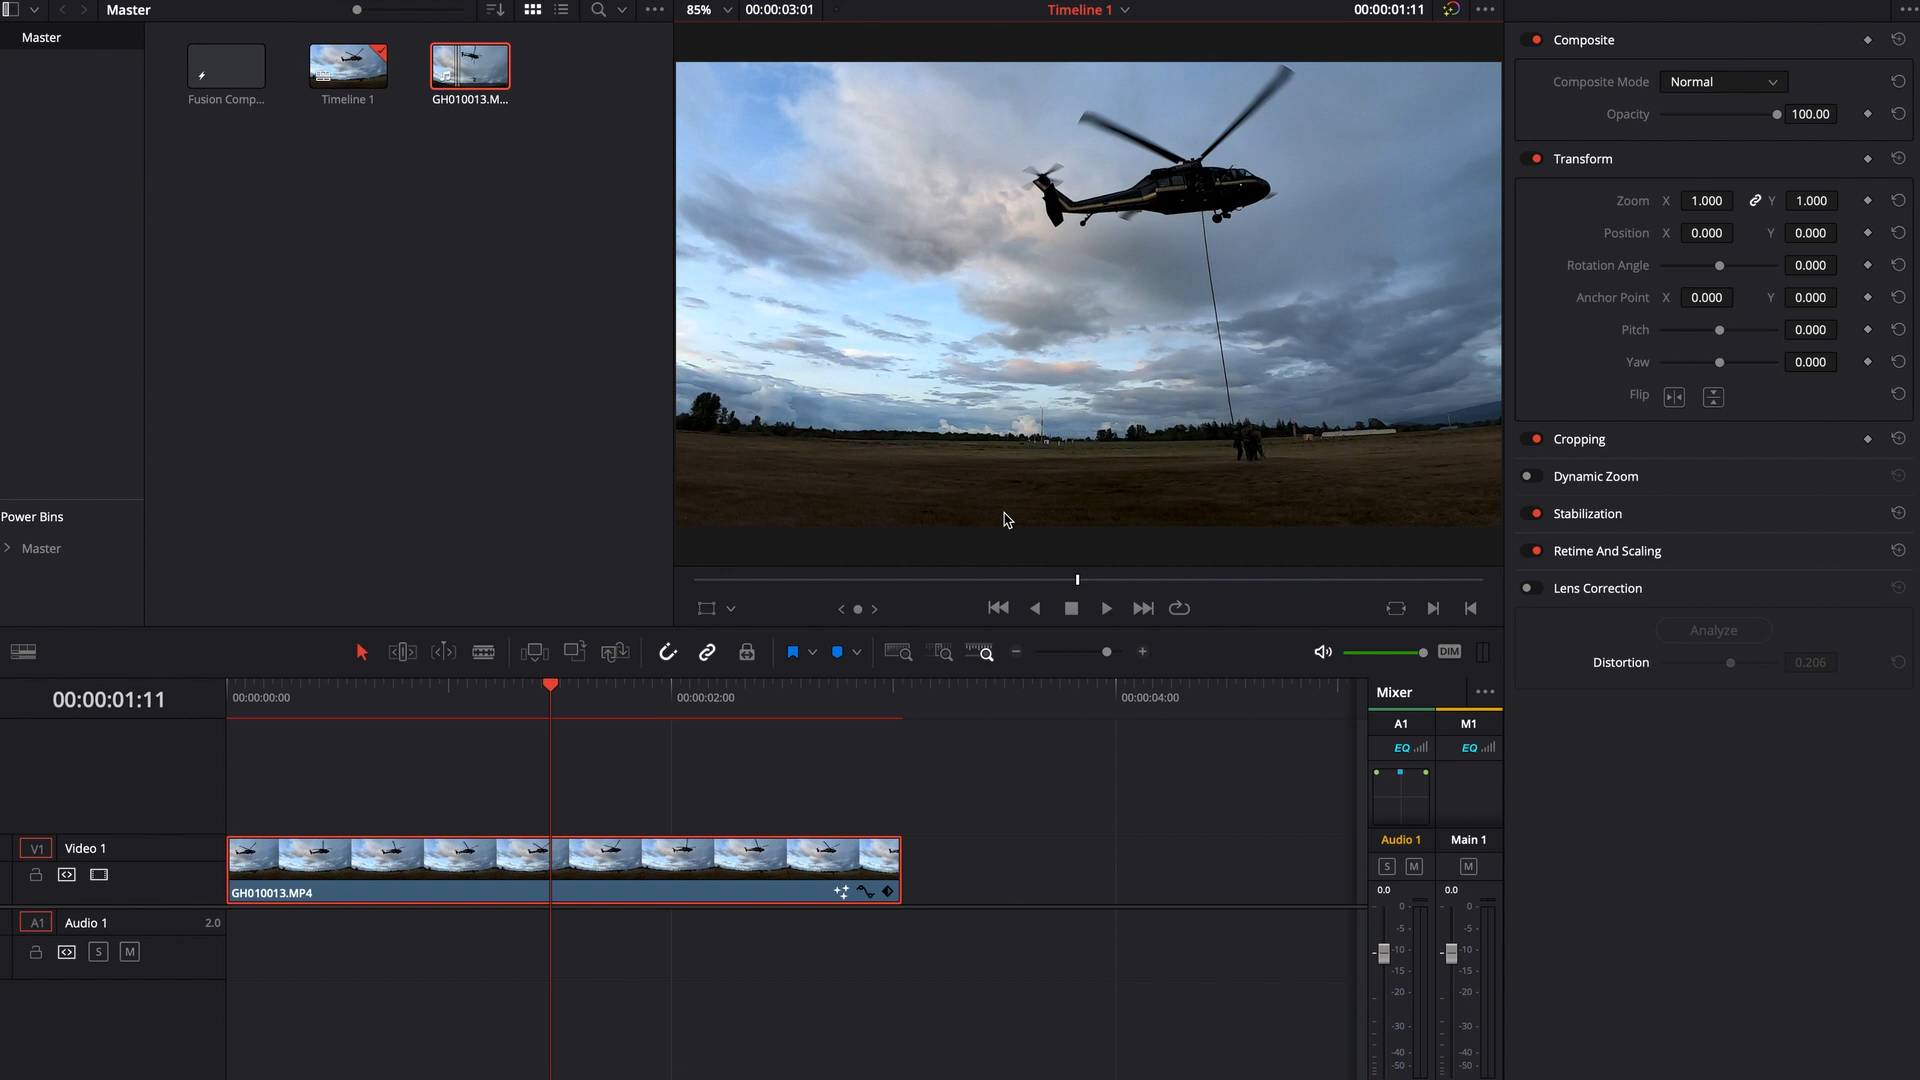 Master
85%
00:00:03:01
Timeline 1
00:00:01:11
Master
Fusion Comp...
Timeline 1
GH010013.M...
Power Bins
Master
Composite
Composite Mode
Normal
Opacity
100.00
Transform
Zoom X 1.000 Y 1.000
Position X 0.000 Y 0.000
Rotation Angle 0.000
Anchor Point X 0.000 Y 0.000
Pitch 0.000
Yaw 0.000
Flip
Cropping
Dynamic Zoom
Stabilization
Retime And Scaling
Lens Correction
Analyze
Distortion 0.206
DIM
00:00:01:11
00:00:00:00
00:00:02:00
00:00:04:00
V1 Video 1
GH010013.MP4
A1 Audio 1 2.0
S M
Mixer
A1 M1
EQ EQ
Audio 1 Main 1
S M M
0.0 0.0
0 0
-5 -5
-10 -10
-15 -15
-20 -20
-30 -30
-40 -40
-50 -50